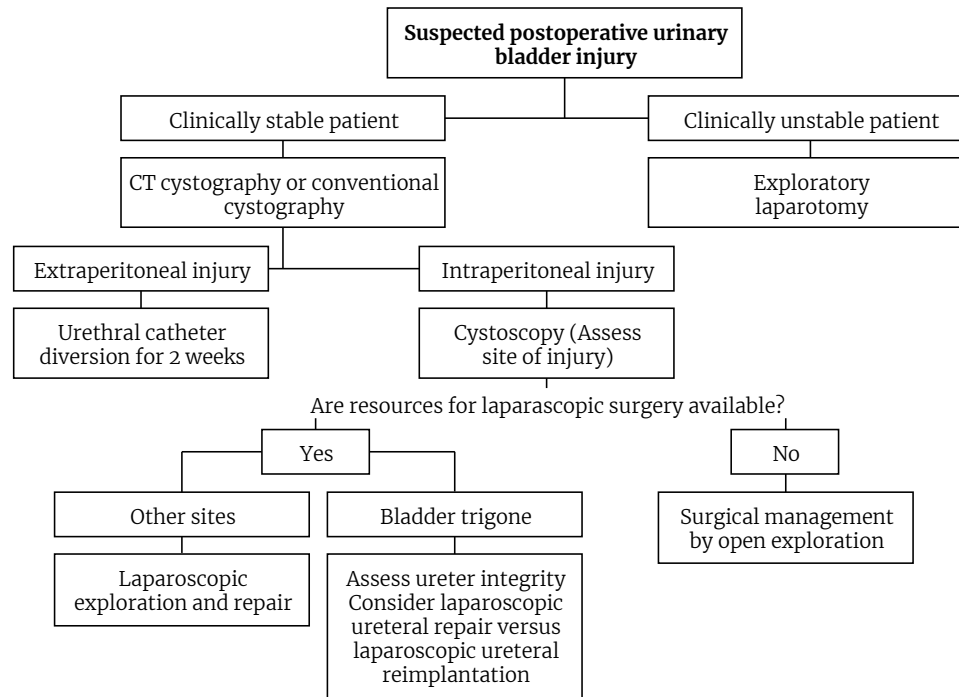 Suspected postoperative urinary
bladder injury
Clinically stable patient
Clinically unstable patient
CT cystography or conventional
cystography
Exploratory
laparotomy
Extraperitoneal injury
Intraperitoneal injury
Urethral catheter
diversion for 2 weeks
Cystoscopy (Assess
site of injury)
Are resources for laparascopic surgery available?
Yes
No
Other sites
Bladder trigone
Surgical management
by open exploration
Laparoscopic
exploration and repair
Assess ureter integrity
Consider laparoscopic
ureteral repair versus
laparoscopic ureteral
reimplantation